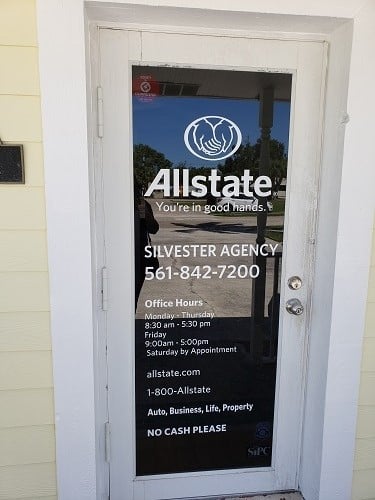 Allstate
You're in good hands.
SILVESTER AGENCY
561-842-7200
Office Hours
Monday - Thursday
8:30 am - 5:30 pm
Friday
9:00am - 5:00pm
Saturday by Appointment
allstate.com
1-800-Allstate
Auto, Business, Life, Property
NO CASH PLEASE
SIPC